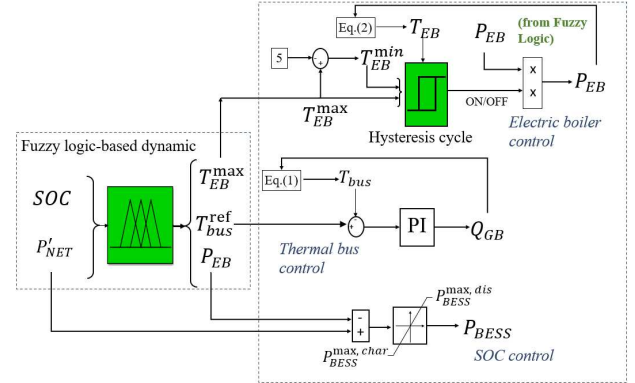 Eq.(2)
T_EB
P_EB
(from Fuzzy
Logic)
5
-
+
T_EB^min
x
x
P_EB
T_EB^max
ON/OFF
Hysteresis cycle
Electric boiler
control
Fuzzy logic-based dynamic
SOC
P'_NET
T_EB^max
T_bus^ref
P_EB
Eq.(1)
T_bus
+
PI
Q_GB
Thermal bus
control
-
+
P_BESS^max, dis
P_BESS^max, char
P_BESS
SOC control